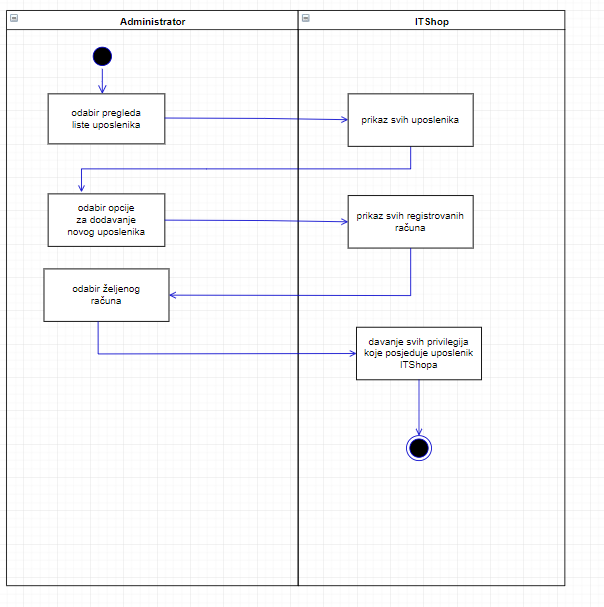 Administrator
ITShop
odabir pregleda
liste uposlenika
prikaz svih uposlenika
odabir opcije
za dodavanje
novog uposlenika
prikaz svih registrovanih
računa
odabir željenog
računa
davanje svih privilegija
koje posjeduje uposlenik
ITShopa